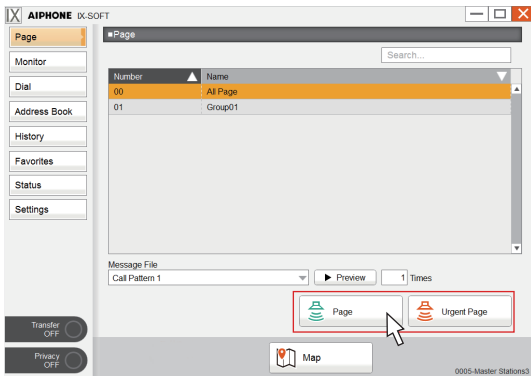 IX AIPHONE IX-SOFT
Page
Monitor
Dial
Address Book
History
Favorites
Status
Settings
Transfer
OFF
Privacy
OFF
■Page
Search...
Number Name
00 All Page
01 Group01
Message File
Call Pattern 1 Preview 1 Times
Page Urgent Page
Map
0005-Master Stations3